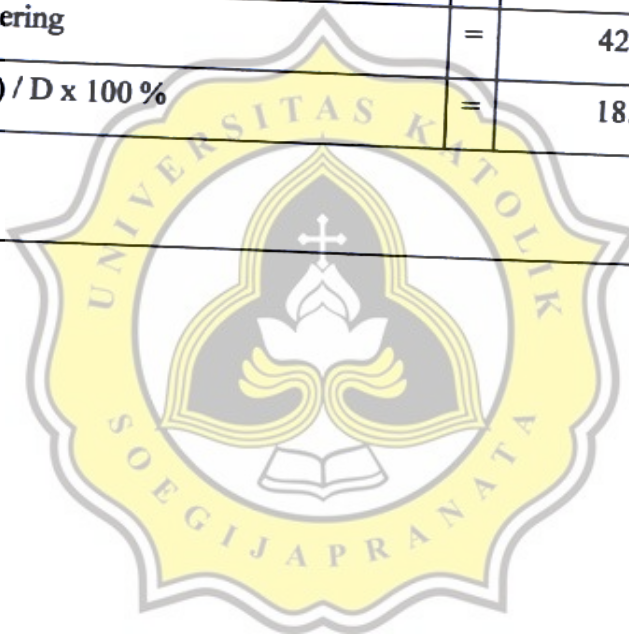 ering = 42
) / D x 100 % = 18.
UNIVERSITAS KATOLIK
SOEGIJAPRANATA